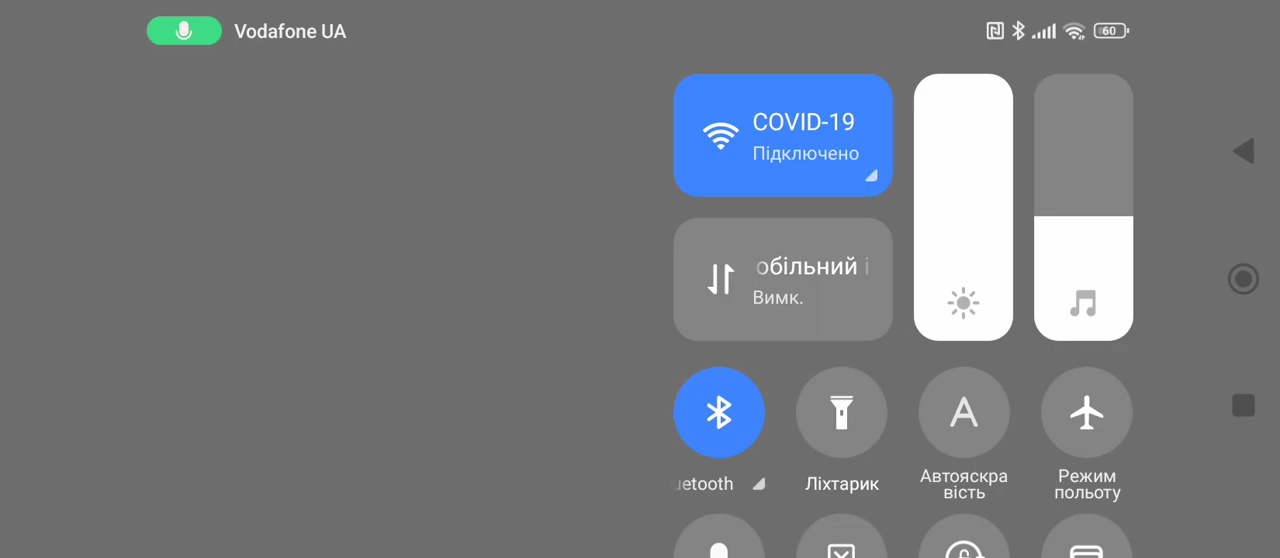 Vodafone UA
60
COVID-19
Підключено
обільний і
Вимк.
uetooth
Ліхтарик
Автояскра
вість
Режим
польоту